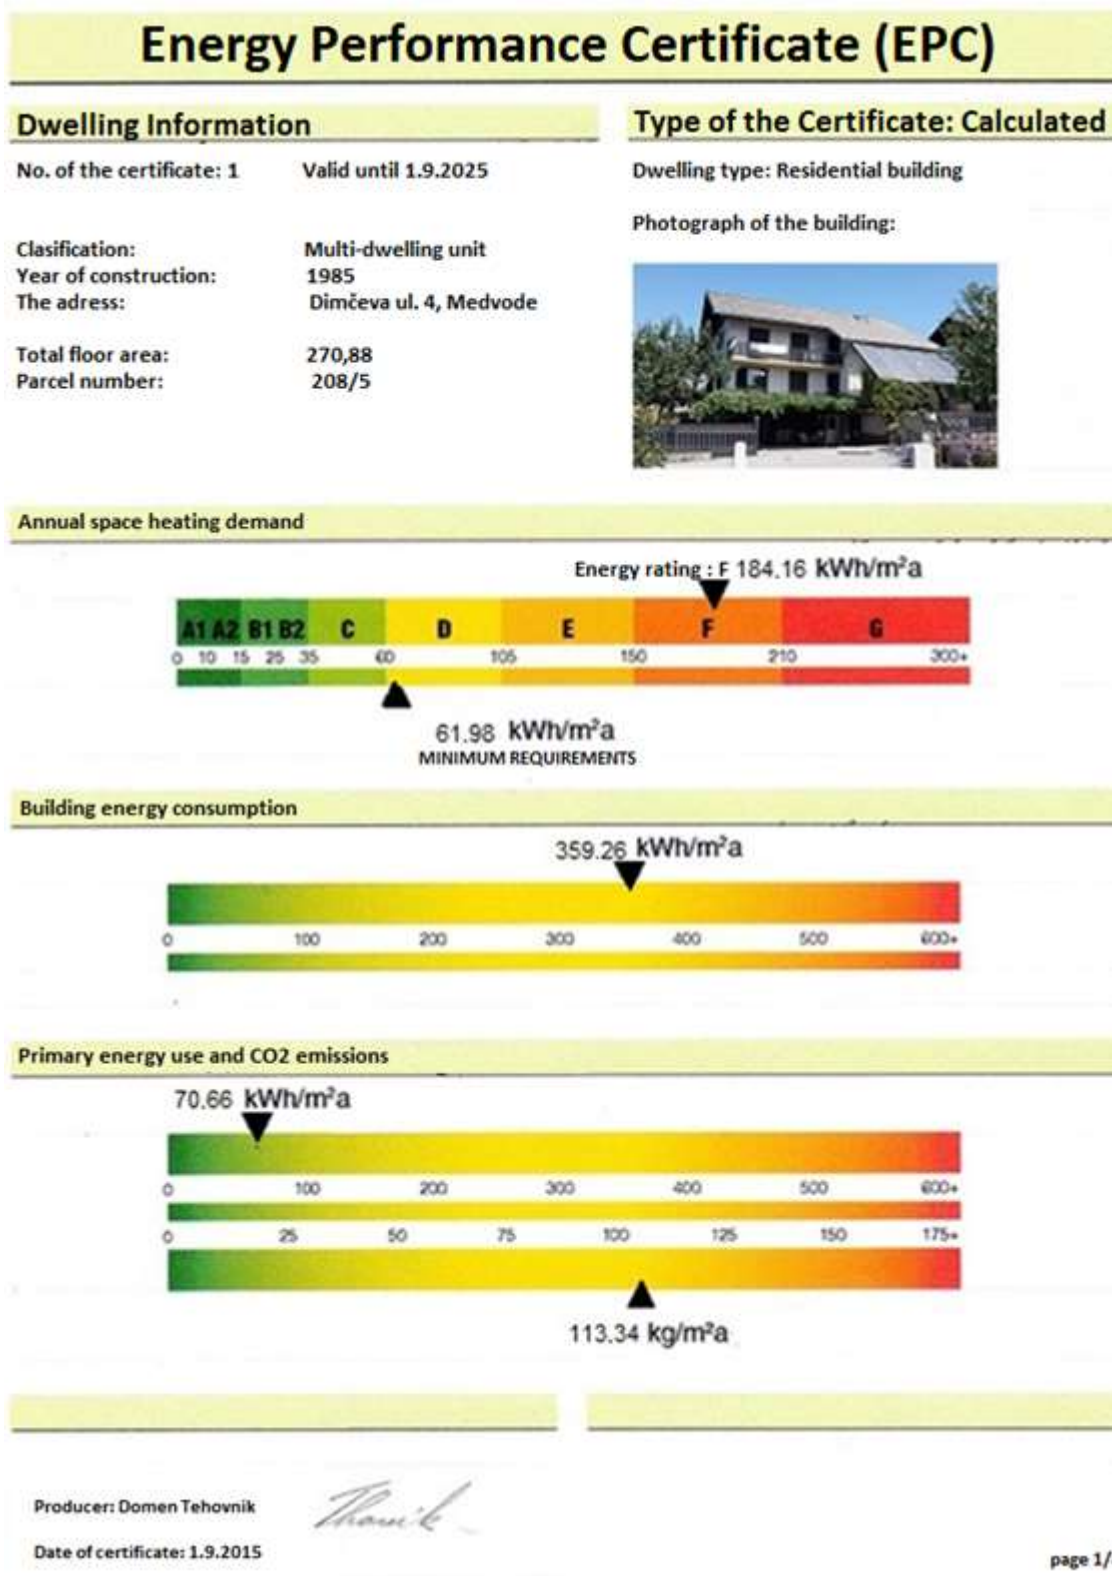 Energy Performance Certificate (EPC)
Dwelling Information
No. of the certificate: 1 Valid until 1.9.2025
Clasification: Multi-dwelling unit
Year of construction: 1985
The adress: Dimčeva ul. 4, Medvode
Total floor area: 270,88
Parcel number: 208/5
Type of the Certificate: Calculated
Dwelling type: Residential building
Photograph of the building:
Annual space heating demand
Energy rating : F 184.16 kWh/m²a
A1 A2 B1 B2 C D E F G
0 10 15 25 35 60 105 150 210 300+
61.98 kWh/m²a
MINIMUM REQUIREMENTS
Building energy consumption
359.26 kWh/m²a
0 100 200 300 400 500 600+
Primary energy use and CO2 emissions
70.66 kWh/m²a
0 100 200 300 400 500 600+
0 25 50 75 100 125 150 175+
113.34 kg/m²a
Producer: Domen Tehovnik
Date of certificate: 1.9.2015
page 1/